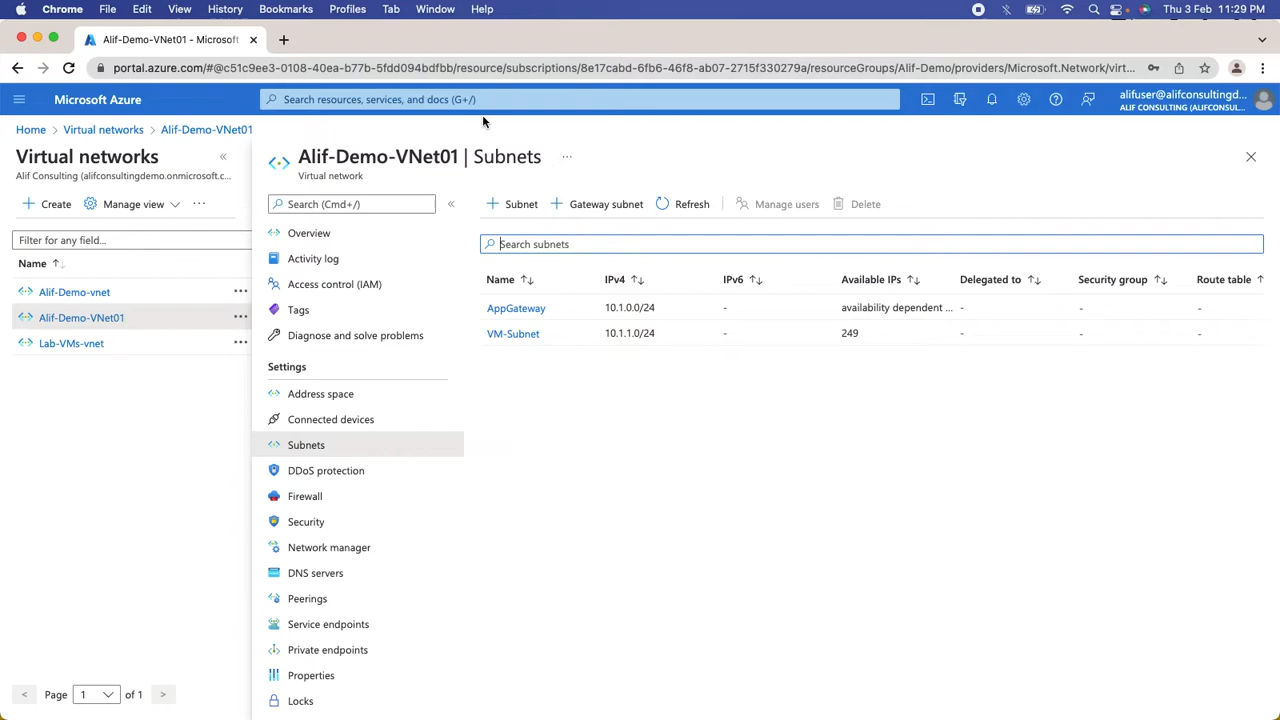 Chrome File Edit View History Bookmarks Profiles Tab Window Help Thu 3 Feb 11:29 PM
Alif-Demo-VNet01 - Microsoft
portal.azure.com/#@c51c9ee3-0108-40ea-b77b-5fdd094bdfbb/resource/subscriptions/8e17cabd-6fb6-46f8-ab07-2715f330279a/resourceGroups/Alif-Demo/providers/Microsoft.Network/virt...
Microsoft Azure
Search resources, services, and docs (G+/)
alifuser@alifconsultingd...
ALIF CONSULTING (ALIFCONSUL...
Home > Virtual networks > Alif-Demo-VNet01
Virtual networks «
Alif Consulting (alifconsultingdemo.onmicrosoft.c...
+ Create Manage view ...
Filter for any field...
Name ↑↓
Alif-Demo-vnet ...
Alif-Demo-VNet01 ...
Lab-VMs-vnet ...
< Page 1 of 1 >
Alif-Demo-VNet01 | Subnets ...
Virtual network
Search (Cmd+/) «
Overview
Activity log
Access control (IAM)
Tags
Diagnose and solve problems
Settings
Address space
Connected devices
Subnets
DDoS protection
Firewall
Security
Network manager
DNS servers
Peerings
Service endpoints
Private endpoints
Properties
Locks
+ Subnet + Gateway subnet Refresh Manage users Delete
Search subnets
Name ↑↓ IPv4 ↑↓ IPv6 ↑↓ Available IPs ↑↓ Delegated to ↑↓ Security group ↑↓ Route table ↑
AppGateway 10.1.0.0/24 - availability dependent ... - - -
VM-Subnet 10.1.1.0/24 - 249 - - -